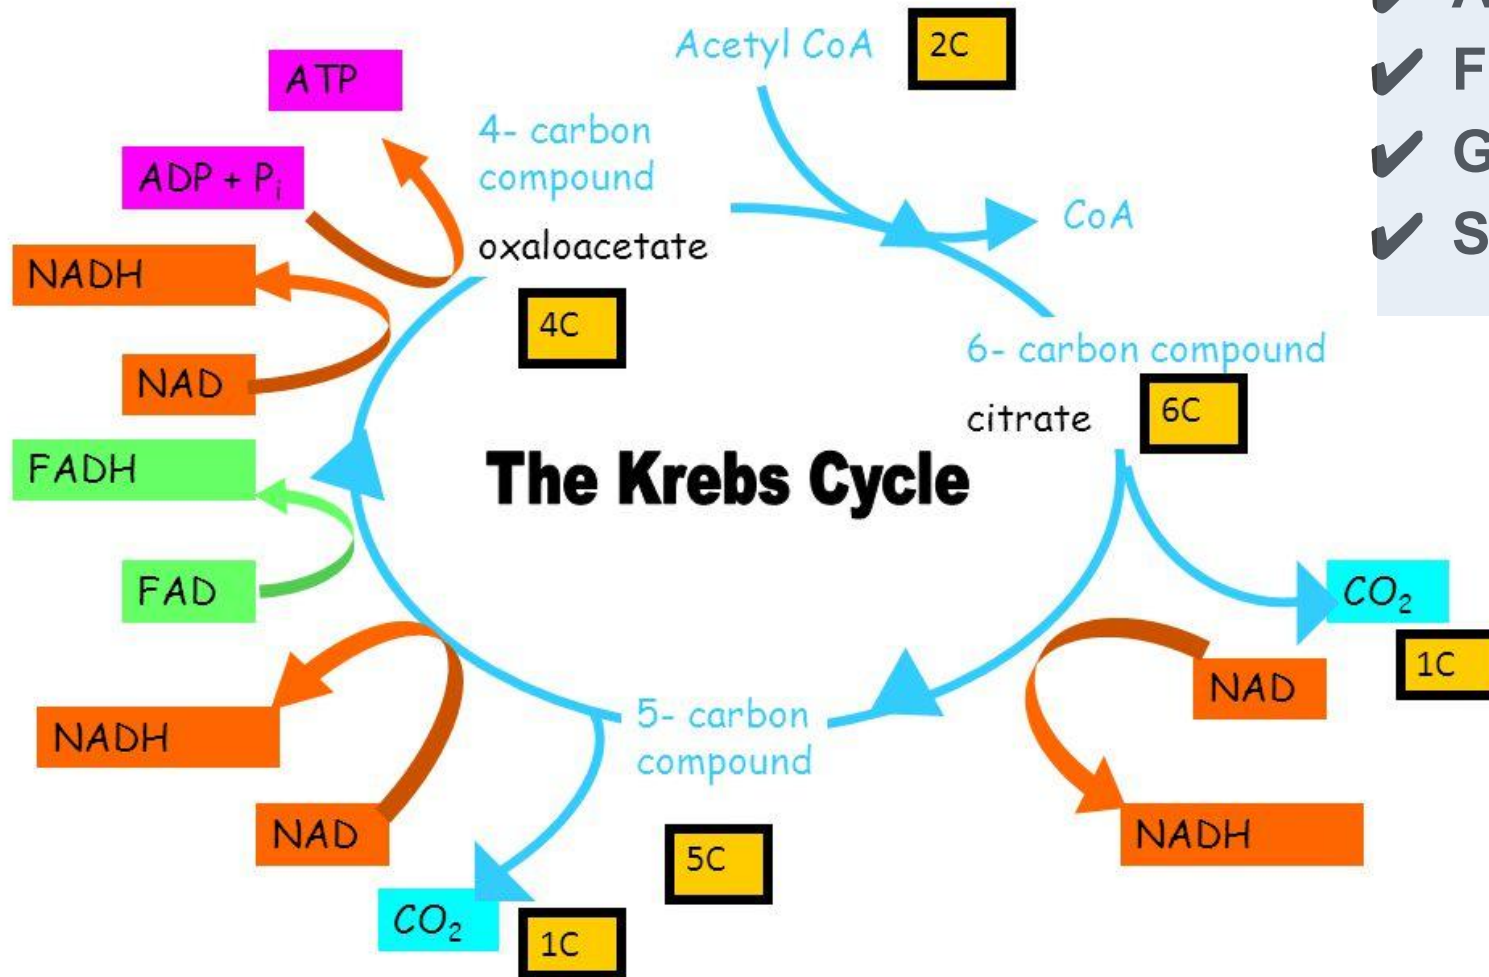 Acetyl CoA
2C
ATP
4- carbon
compound
ADP + Pi
oxaloacetate
CoA
NADH
4C
NAD
6- carbon compound
citrate
6C
FADH
The Krebs Cycle
FAD
CO₂
1C
NAD
NADH
5- carbon
compound
NAD
NADH
5C
CO₂
1C
✔ F
✔ G
✔ S